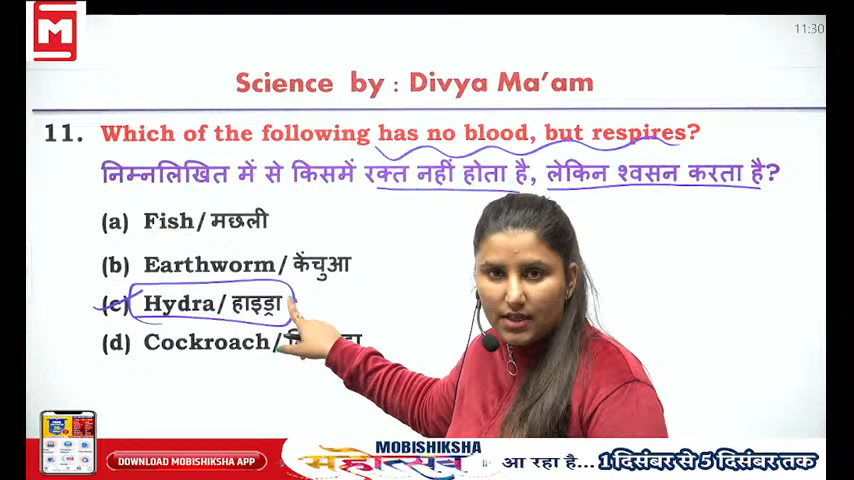 M
11:30
Science by : Divya Ma'am
11. Which of the following has no blood, but respires?
निम्नलिखित में से किसमें रक्त नहीं होता है, लेकिन श्वसन करता है?
(a) Fish/मछली
(b) Earthworm/केंचुआ
(c) Hydra/हाइड्रा
(d) Cockroach/
DOWNLOAD MOBISHIKSHA APP
MOBISHIKSHA
महोत्सव
आ रहा है... 1 दिसंबर से 5 दिसंबर तक